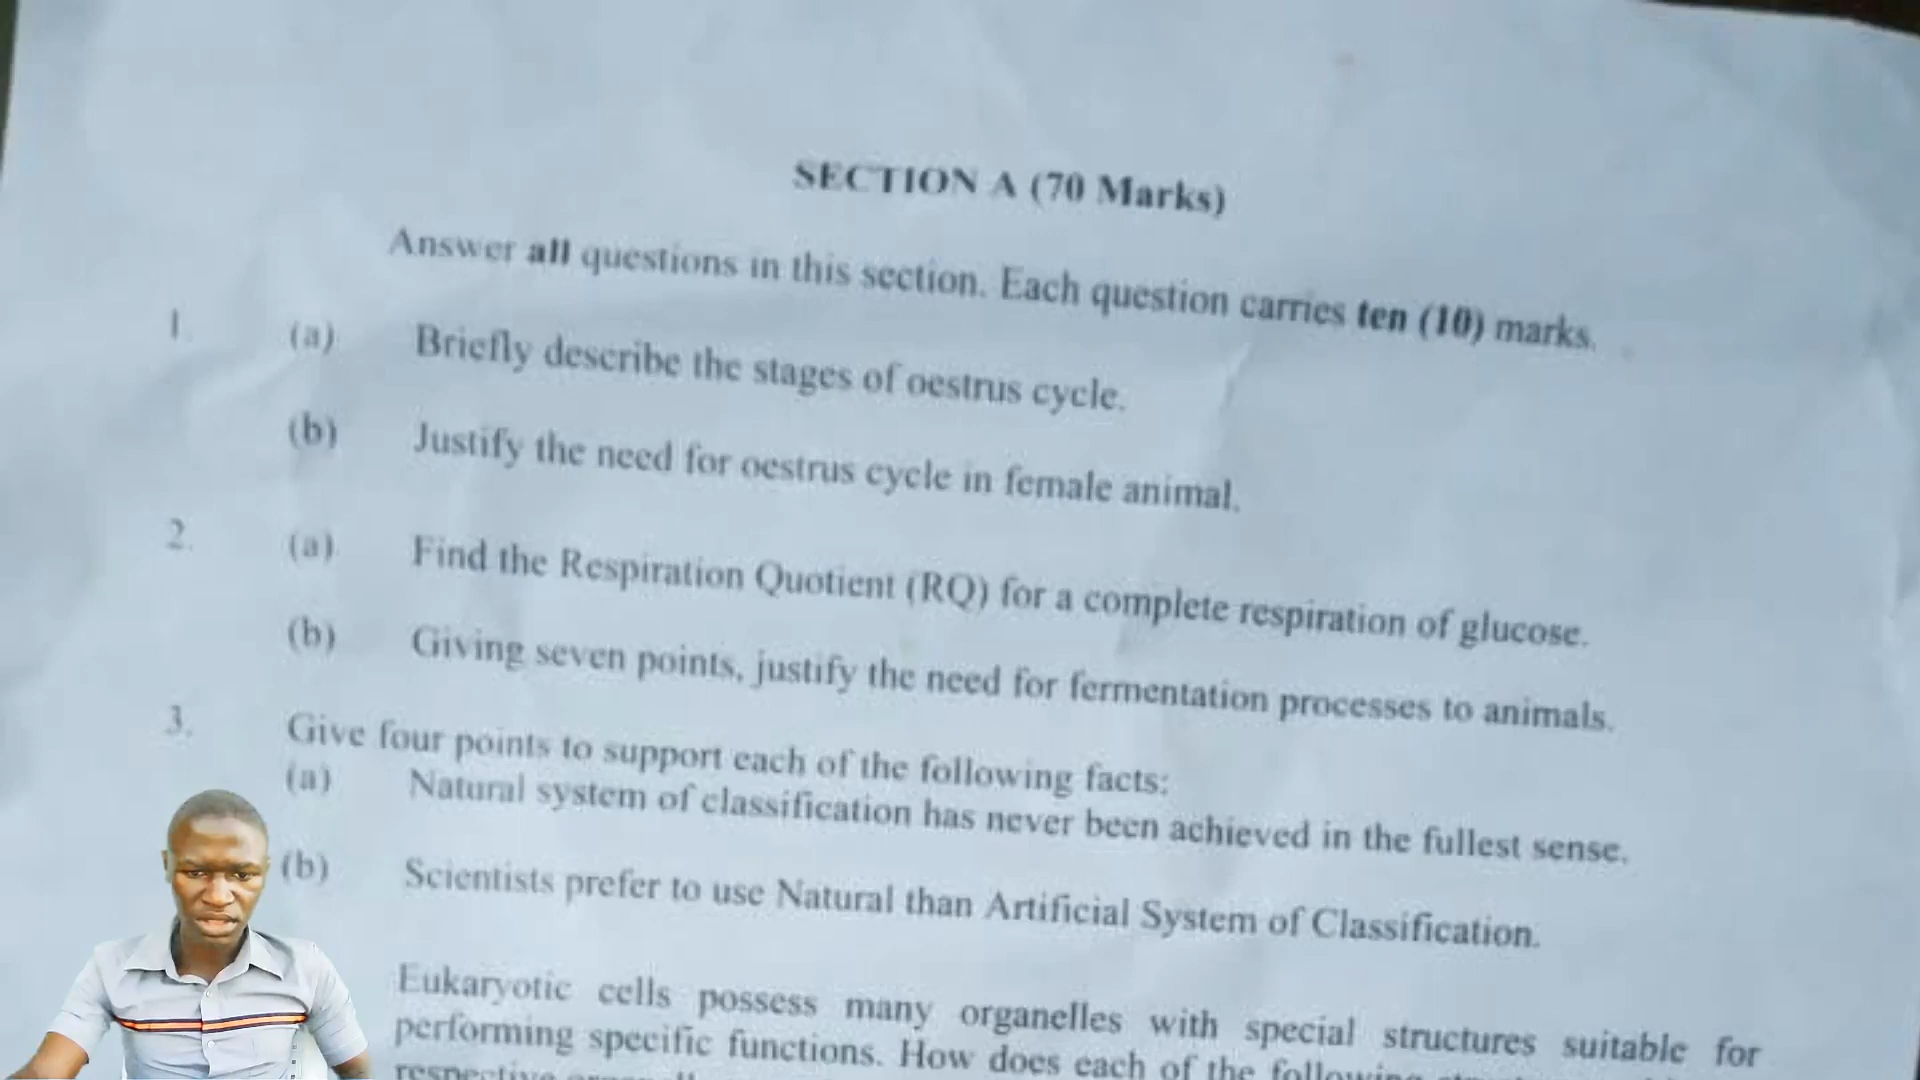 SECTION A (70 Marks)
Answer all questions in this section. Each question carries ten (10) marks.
1. (a) Briefly describe the stages of oestrus cycle.
(b) Justify the need for oestrus cycle in female animal.
2. (a) Find the Respiration Quotient (RQ) for a complete respiration of glucose.
(b) Giving seven points, justify the need for fermentation processes to animals.
3. Give four points to support each of the following facts:
(a) Natural system of classification has never been achieved in the fullest sense.
(b) Scientists prefer to use Natural than Artificial System of Classification.
Eukaryotic cells possess many organelles with special structures suitable for
performing specific functions. How does each of the following
respective